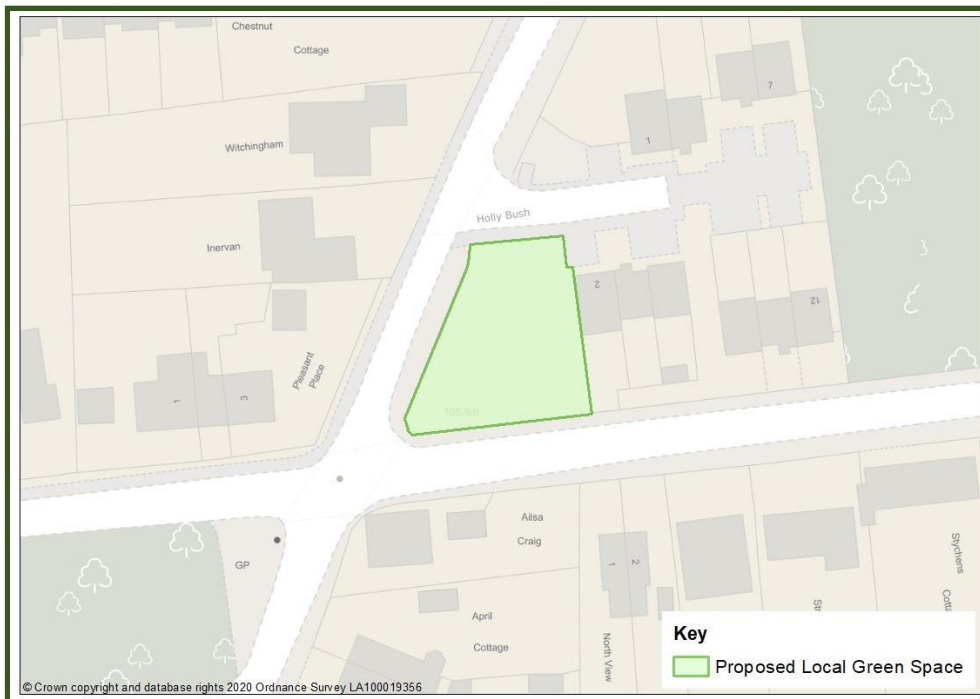 Chestnut
Cottage
Witchingham
7
1
Holly Bush
Inervan
2
12
Pleasant
Place
1
3
105.9m
Ailsa
Craig
GP
1
2
Stychens
April
Cottage
North View
Key
Proposed Local Green Space
© Crown copyright and database rights 2020 Ordnance Survey LA100019356